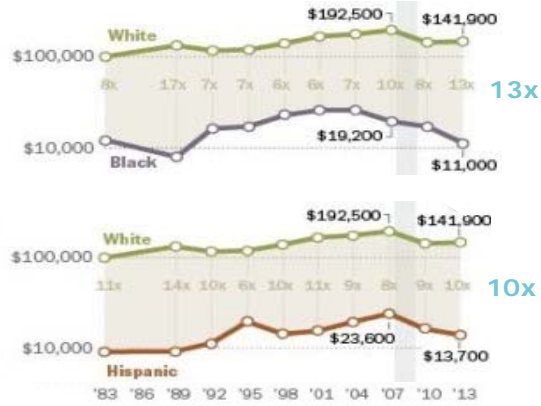 $192,500 $141,900
White
$100,000
8x 17x 7x 7x 6x 6x 7x 10x 8x 13x 13x
$19,200
$10,000
Black $11,000
$192,500 $141,900
White
$100,000
11x 14x 10x 6x 10x 11x 9x 8x 9x 10x 10x
$10,000 $23,600
$13,700
Hispanic
'83 '86 '89 '92 '95 '98 '01 '04 '07 '10 '13